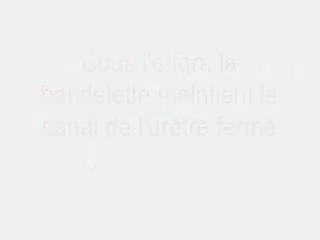 Sous l'effort, la
bandelette maintient le
canal de l'urètre fermé